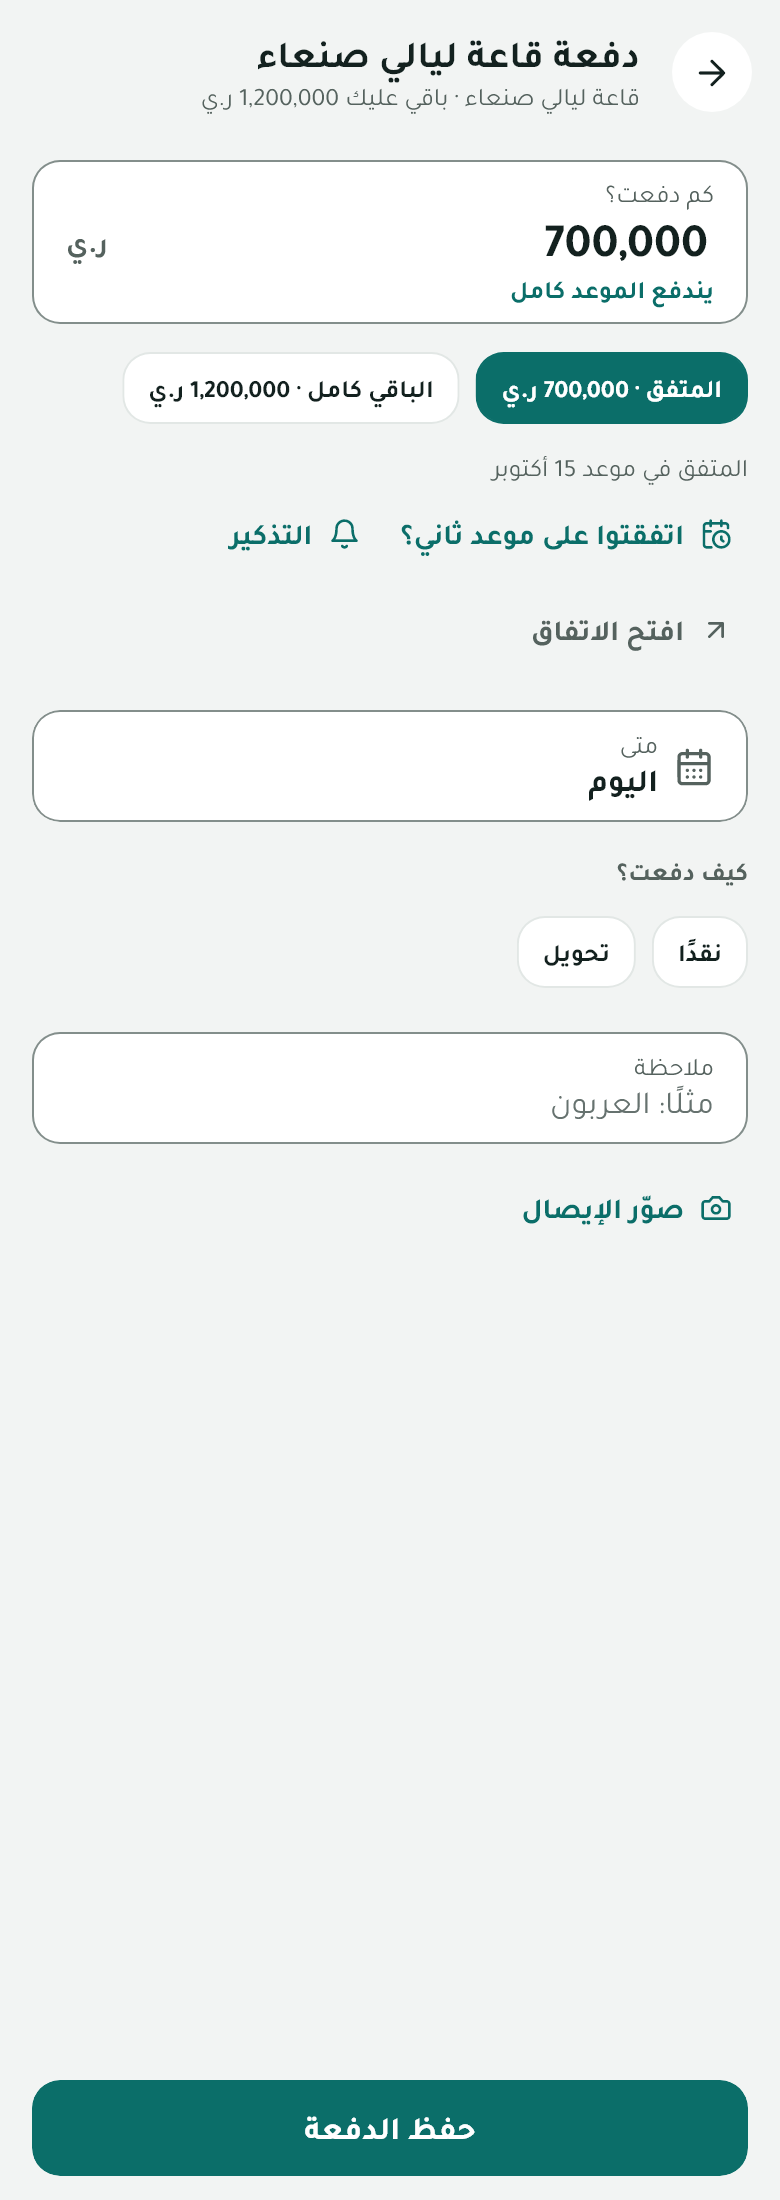 دفعة قاعة ليالي صنعاء
قاعة ليالي صنعاء · باقي عليك 1,200,000 ر.ي
كم دفعت؟
700,000 ر.ي
يندفع الموعد كامل
المتفق · 700,000 ر.ي
الباقي كامل · 1,200,000 ر.ي
المتفق في موعد 15 أكتوبر
اتفقتوا على موعد ثاني؟
التذكير
افتح الاتفاق
متى
اليوم
كيف دفعت؟
نقدًا
تحويل
ملاحظة
مثلًا: العربون
صوّر الإيصال
حفظ الدفعة